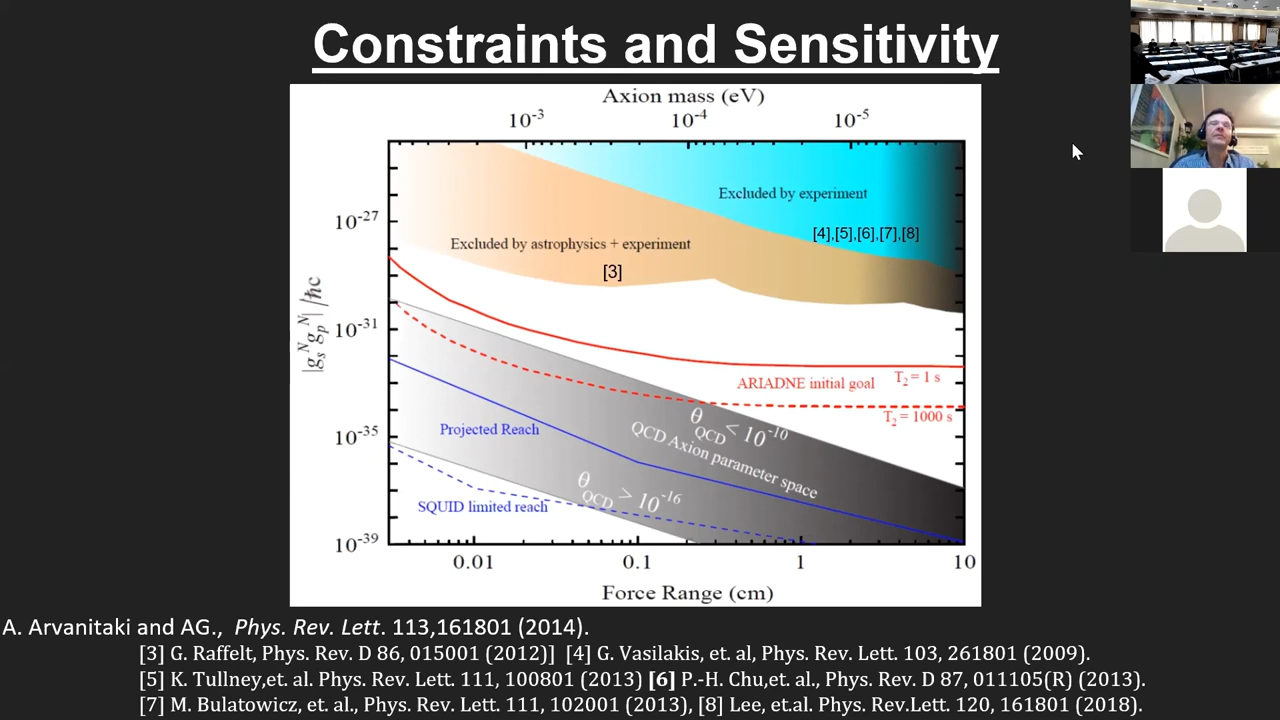 Constraints and Sensitivity
Axion mass (eV)
10⁻³ 10⁻⁴ 10⁻⁵
Excluded by experiment
10⁻²⁷
[4],[5],[6],[7],[8]
Excluded by astrophysics + experiment
[3]
|gₛᴺgₚᴺ|/ħc
10⁻³¹
ARIADNE initial goal T₂ = 1 s
T₂ = 1000 s
θQCD < 10⁻¹⁰
Projected Reach
10⁻³⁵
QCD Axion parameter space
θQCD > 10⁻¹⁶
SQUID limited reach
10⁻³⁹
0.01 0.1 1 10
Force Range (cm)
A. Arvanitaki and AG., Phys. Rev. Lett. 113,161801 (2014).
[3] G. Raffelt, Phys. Rev. D 86, 015001 (2012)] [4] G. Vasilakis, et. al, Phys. Rev. Lett. 103, 261801 (2009).
[5] K. Tullney,et. al. Phys. Rev. Lett. 111, 100801 (2013) [6] P.-H. Chu,et. al., Phys. Rev. D 87, 011105(R) (2013).
[7] M. Bulatowicz, et. al., Phys. Rev. Lett. 111, 102001 (2013), [8] Lee, et.al. Phys. Rev.Lett. 120, 161801 (2018).